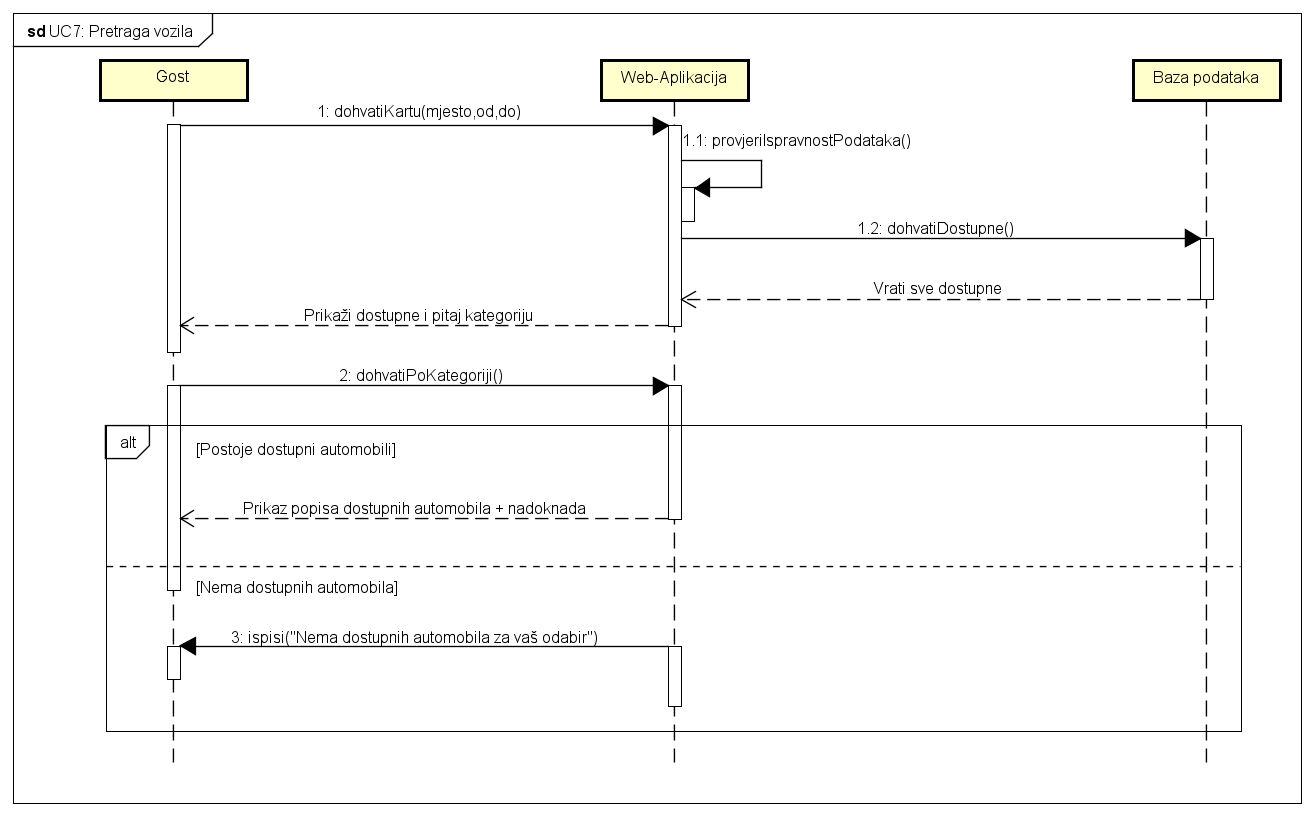 sd UC7: Pretraga vozila
Gost
Web-Aplikacija
Baza podataka
1: dohvatiKartu(mjesto,od,do)
1.1: provjeriIspravnostPodataka()
1.2: dohvatiDostupne()
Vrati sve dostupne
Prikaži dostupne i pitaj kategoriju
2: dohvatiPoKategoriji()
alt
[Postoje dostupni automobili]
Prikaz popisa dostupnih automobila + nadoknada
[Nema dostupnih automobila]
3: ispisi("Nema dostupnih automobila za vaš odabir")